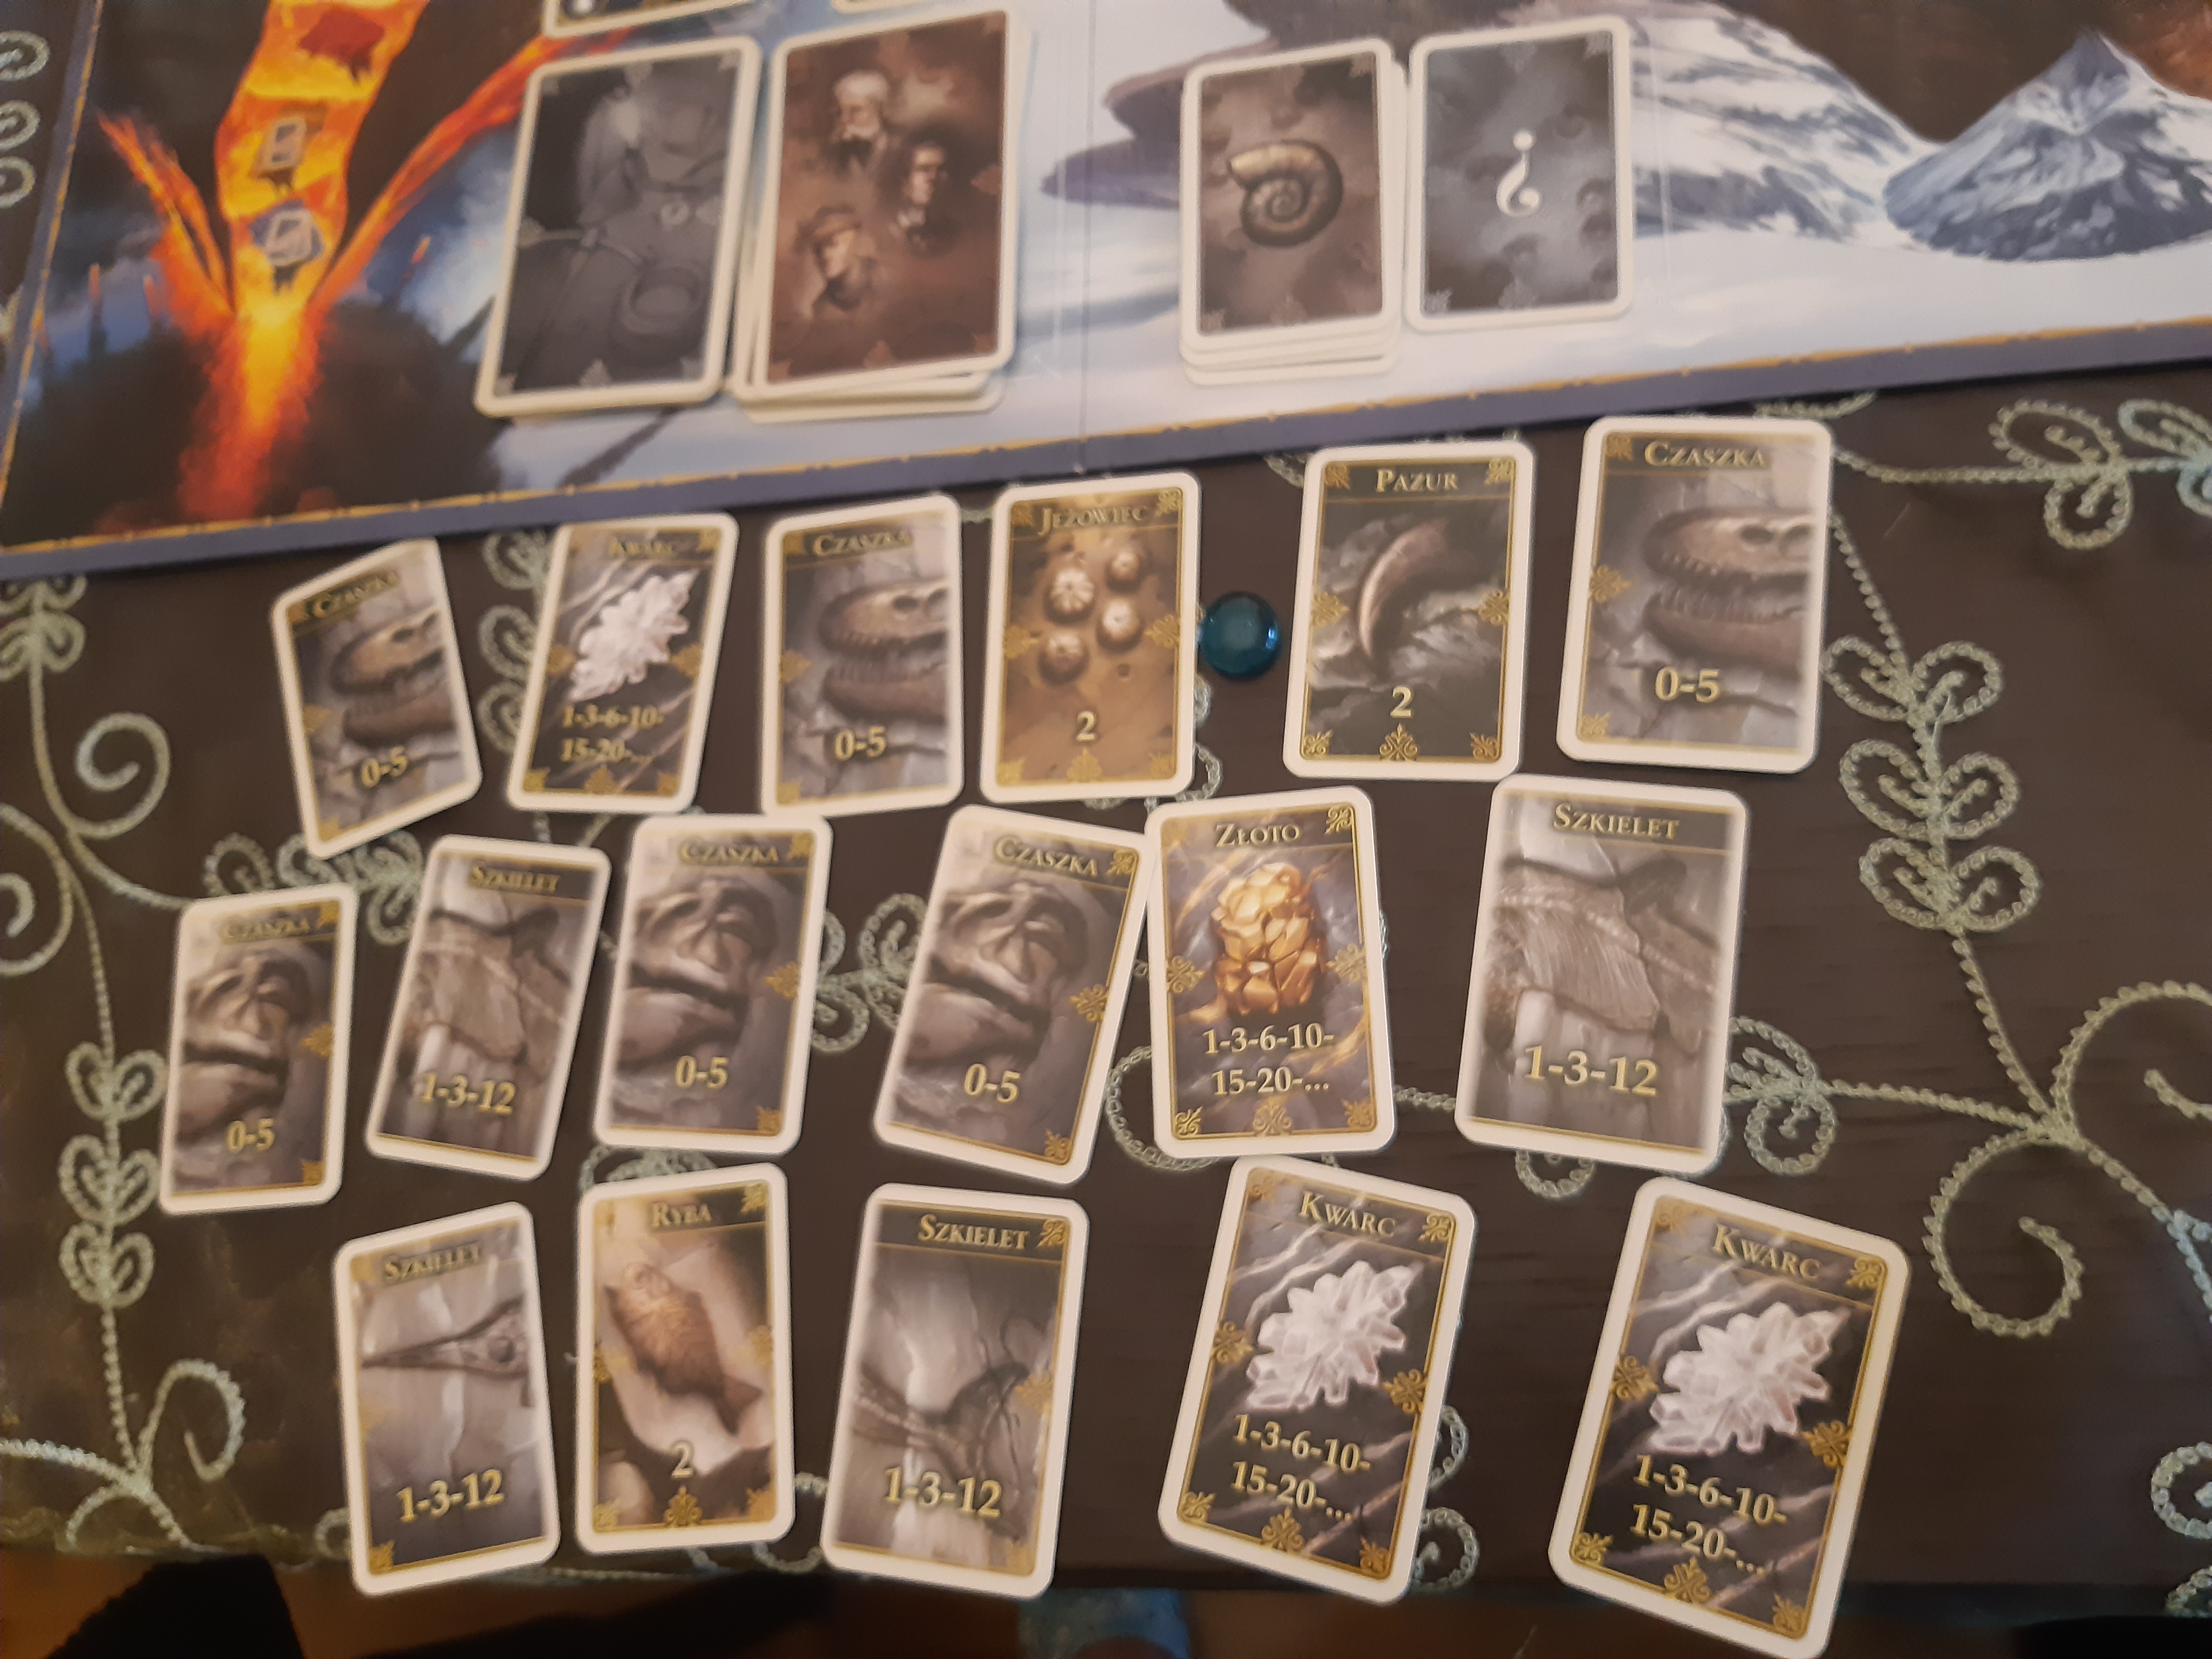 Czaszka
0-5
Kwarc
1-3-6-10-
15-20-...
Czaszka
0-5
Jeżowiec
2
Pazur
2
Czaszka
0-5
Czaszka
0-5
Szkielet
1-3-12
Czaszka
0-5
Czaszka
0-5
Złoto
1-3-6-10-
15-20-...
Szkielet
1-3-12
Szkielet
1-3-12
Ryba
2
Szkielet
1-3-12
Kwarc
1-3-6-10-
15-20-...
Kwarc
1-3-6-10-
15-20-...